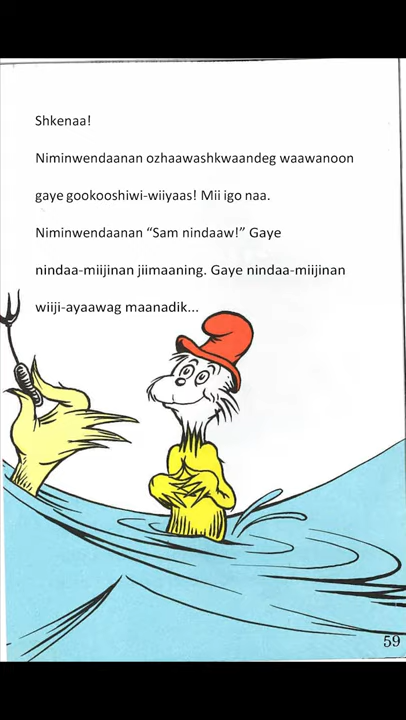 Shkenaa!
Niminwendaanan ozhaawashkwaandeg waawanoon
gaye gookooshiwi-wiiyaas! Mii igo naa.
Niminwendaanan “Sam nindaaw!” Gaye
nindaa-miijinan jiimaaning. Gaye nindaa-miijinan
wiiji-ayaawag maanadik...
59